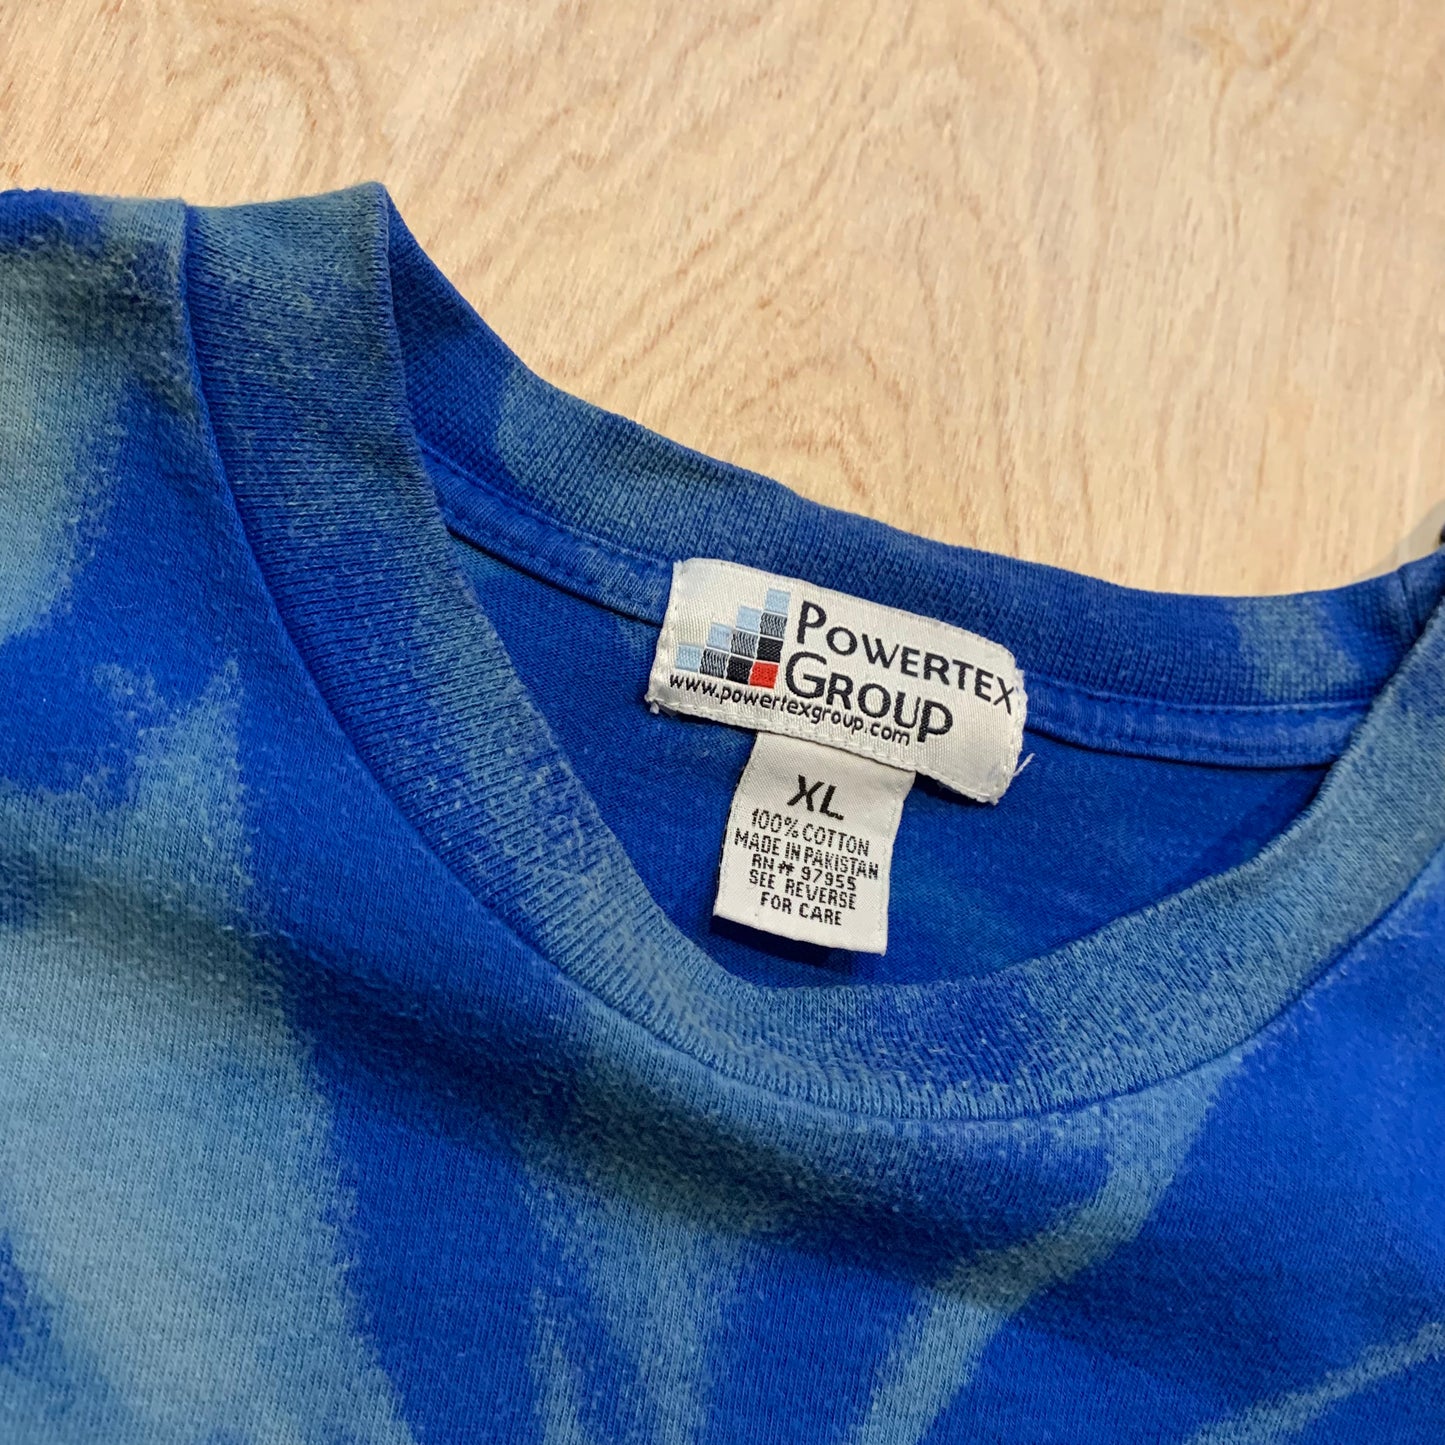 POWERTEX
GROUP
www.powertexgroup.com
XL
100% COTTON
MADE IN PAKISTAN
RN# 97955
SEE REVERSE
FOR CARE